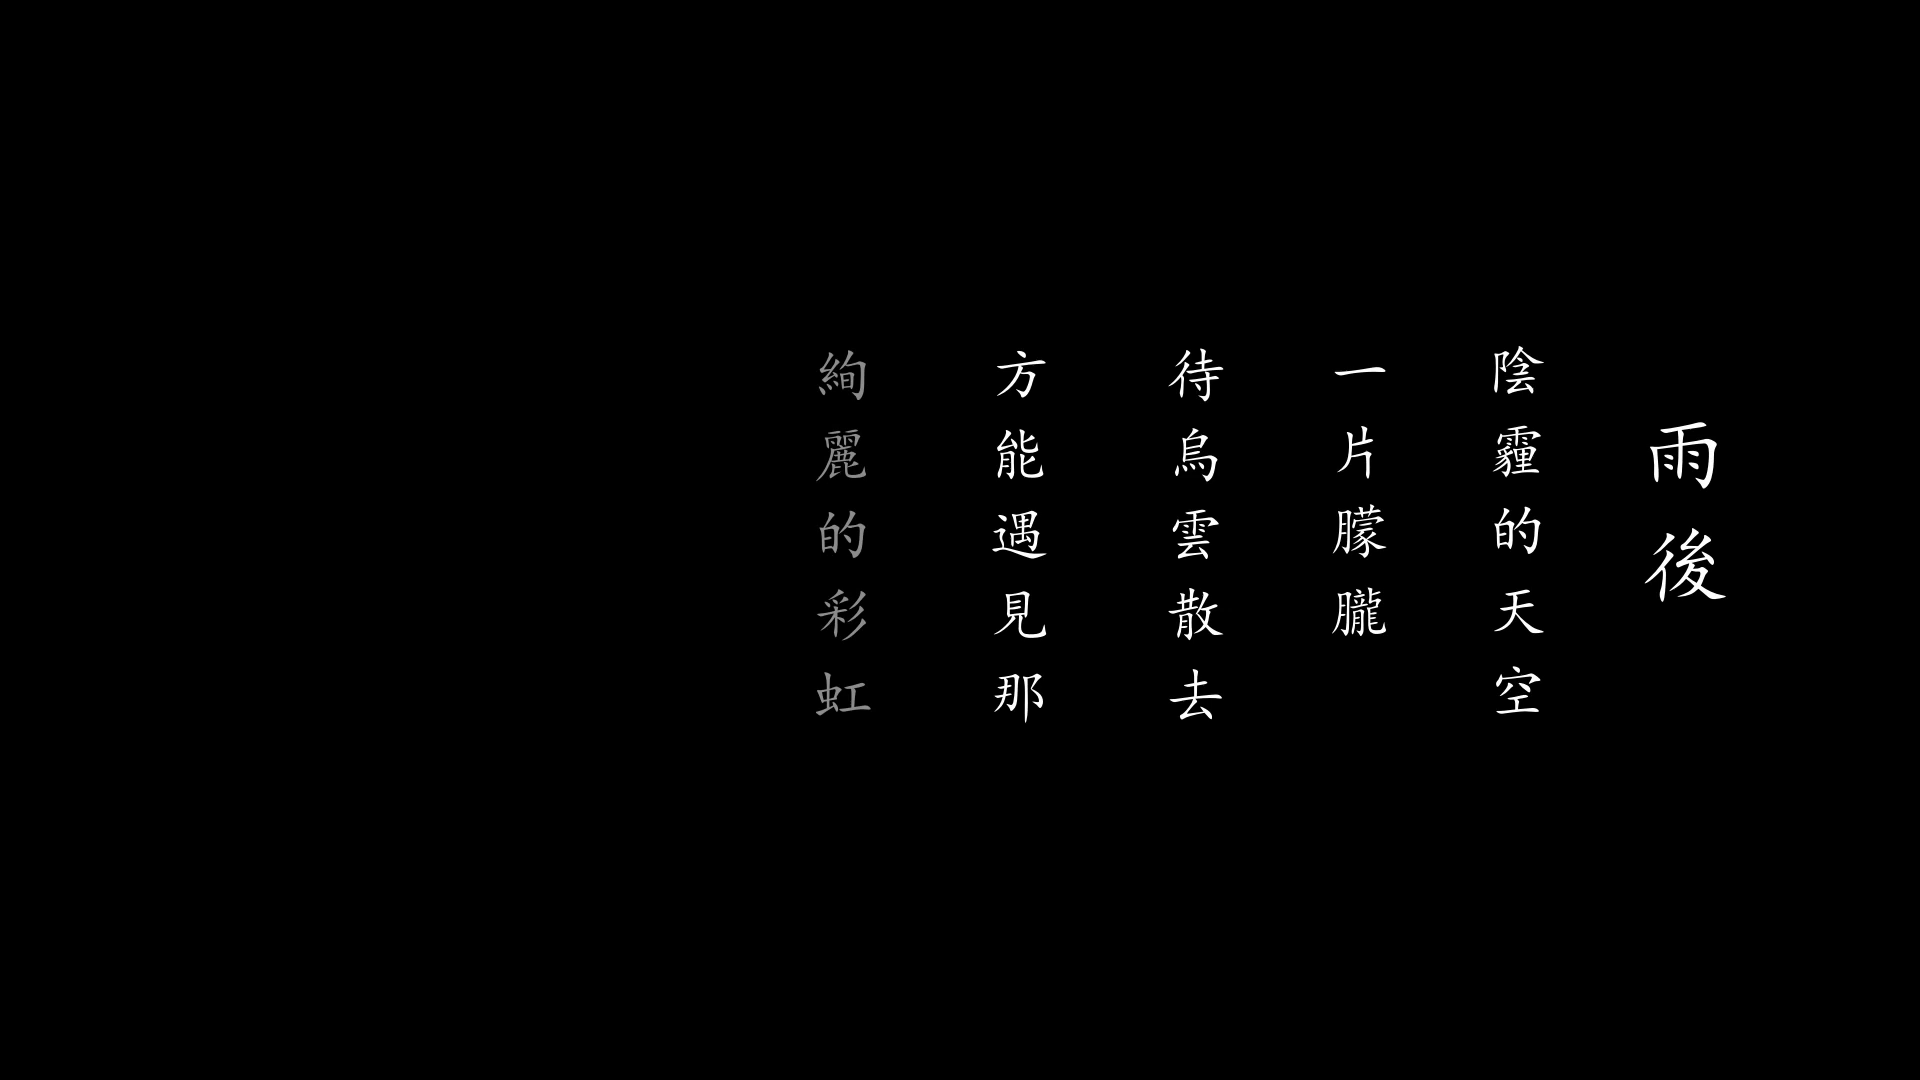 雨後
陰霾的天空
一片朦朧
待烏雲散去
方能遇見那
絢麗的彩虹